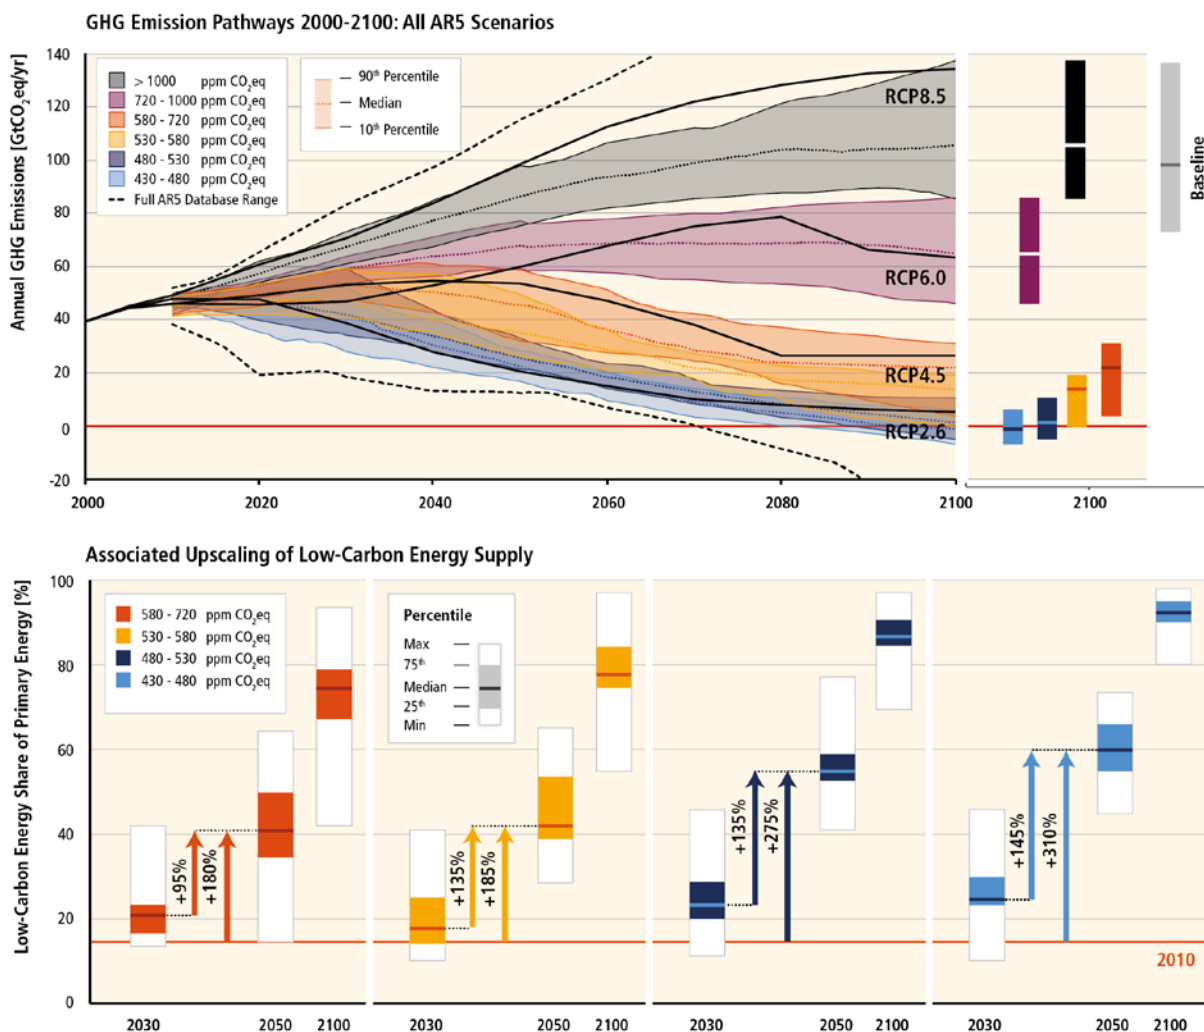 GHG Emission Pathways 2000-2100: All AR5 Scenarios
Annual GHG Emissions [GtCO2eq/yr]
140
120
100
80
60
40
20
0
-20
> 1000 ppm CO2eq
720 - 1000 ppm CO2eq
580 - 720 ppm CO2eq
530 - 580 ppm CO2eq
480 - 530 ppm CO2eq
430 - 480 ppm CO2eq
Full AR5 Database Range
90th Percentile
Median
10th Percentile
RCP8.5
RCP6.0
RCP4.5
RCP2.6
Baseline
2000
2020
2040
2060
2080
2100
2100
Associated Upscaling of Low-Carbon Energy Supply
Low-Carbon Energy Share of Primary Energy [%]
100
80
60
40
20
0
580 - 720 ppm CO2eq
530 - 580 ppm CO2eq
480 - 530 ppm CO2eq
430 - 480 ppm CO2eq
Percentile
Max
75th
Median
25th
Min
+95%
+180%
+135%
+185%
+135%
+275%
+145%
+310%
2010
2030
2050
2100
2030
2050
2100
2030
2050
2100
2030
2050
2100